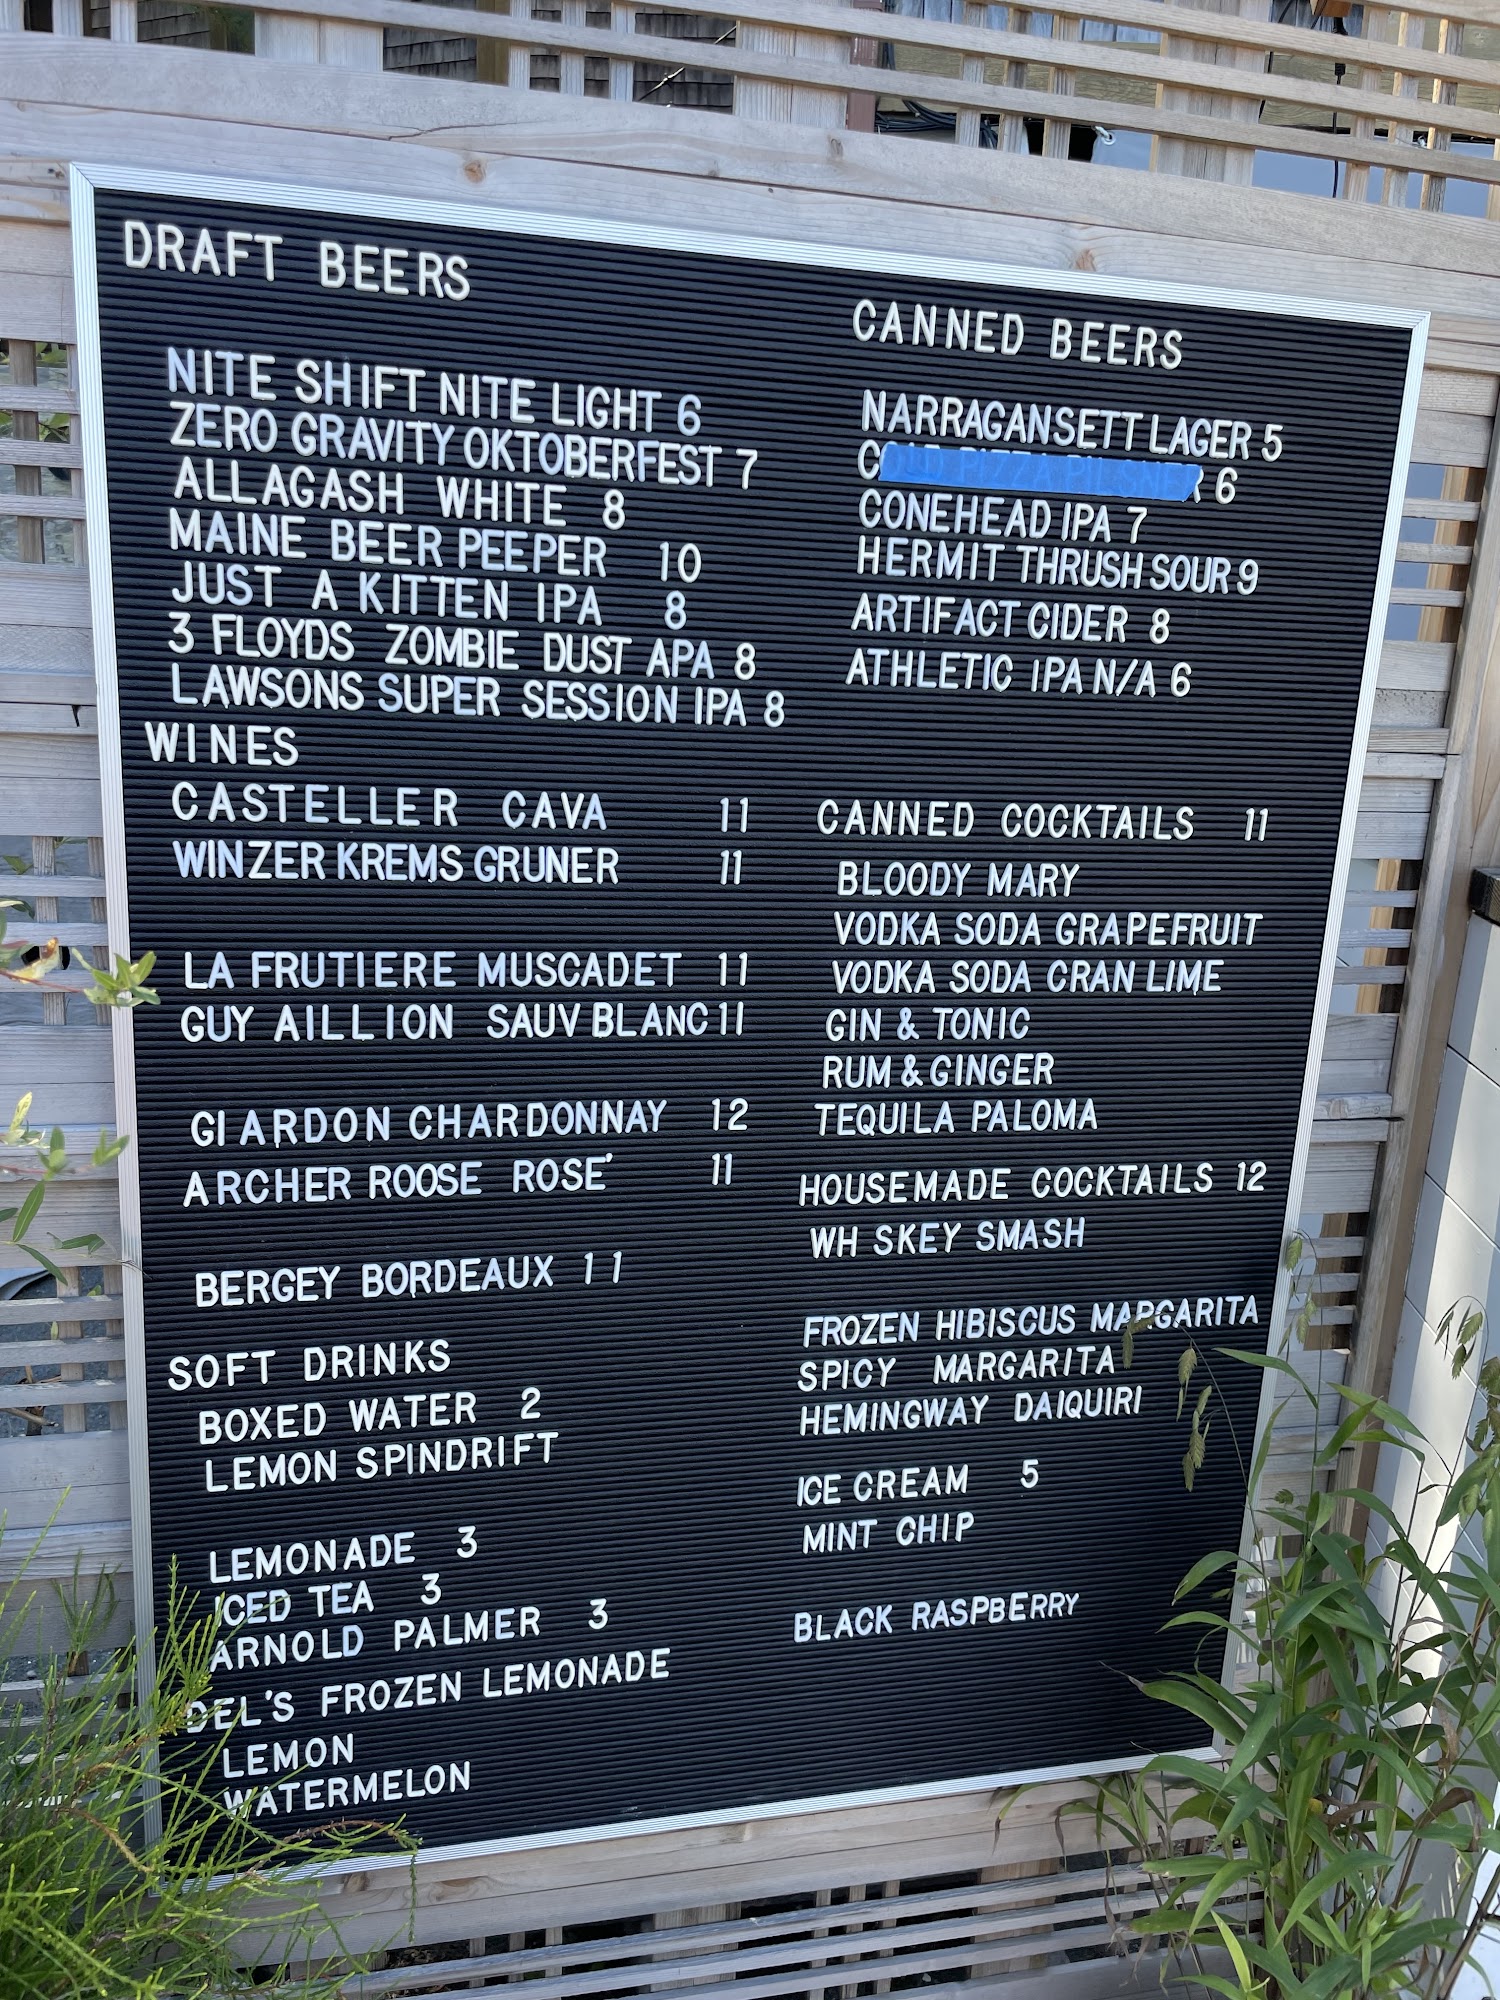 DRAFT BEERS
NITE SHIFT NITE LIGHT 6
ZERO GRAVITY OKTOBERFEST 7
ALLAGASH WHITE 8
MAINE BEER PEEPER 10
JUST A KITTEN IPA 8
3 FLOYDS ZOMBIE DUST APA 8
LAWSONS SUPER SESSION IPA 8
WINES
CASTELLER CAVA 11
WINZER KREMS GRUNER 11
LA FRUTIERE MUSCADET 11
GUY AILLION SAUV BLANC 11
GIARDON CHARDONNAY 12
ARCHER ROOSE ROSE'  11
BERGEY BORDEAUX 11
SOFT DRINKS
BOXED WATER 2
LEMON SPINDRIFT
LEMONADE 3
ICED TEA 3
ARNOLD PALMER 3
DEL'S FROZEN LEMONADE
LEMON
WATERMELON
CANNED BEERS
NARRAGANSETT LAGER 5
COLD PIZZA PILSNER 6
CONEHEAD IPA 7
HERMIT THRUSH SOUR 9
ARTIFACT CIDER 8
ATHLETIC IPA N/A 6
CANNED COCKTAILS 11
BLOODY MARY
VODKA SODA GRAPEFRUIT
VODKA SODA CRAN LIME
GIN & TONIC
RUM & GINGER
TEQUILA PALOMA
HOUSEMADE COCKTAILS 12
WH SKEY SMASH
FROZEN HIBISCUS MARGARITA
SPICY MARGARITA
HEMINGWAY DAIQUIRI
ICE CREAM 5
MINT CHIP
BLACK RASPBERRY